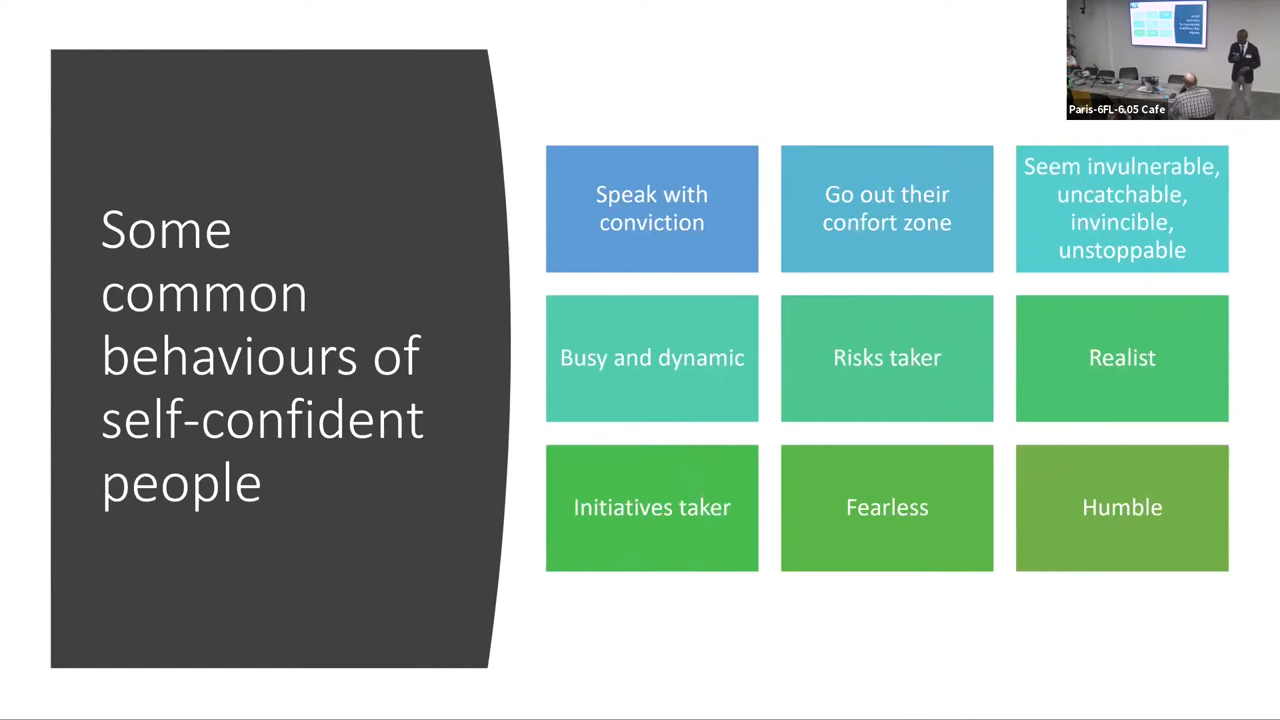 Paris-6FL-6.05 Cafe
Some
common
behaviours of
self-confident
people
Speak with
conviction
Go out their
confort zone
Seem invulnerable,
uncatchable,
invincible,
unstoppable
Busy and dynamic
Risks taker
Realist
Initiatives taker
Fearless
Humble